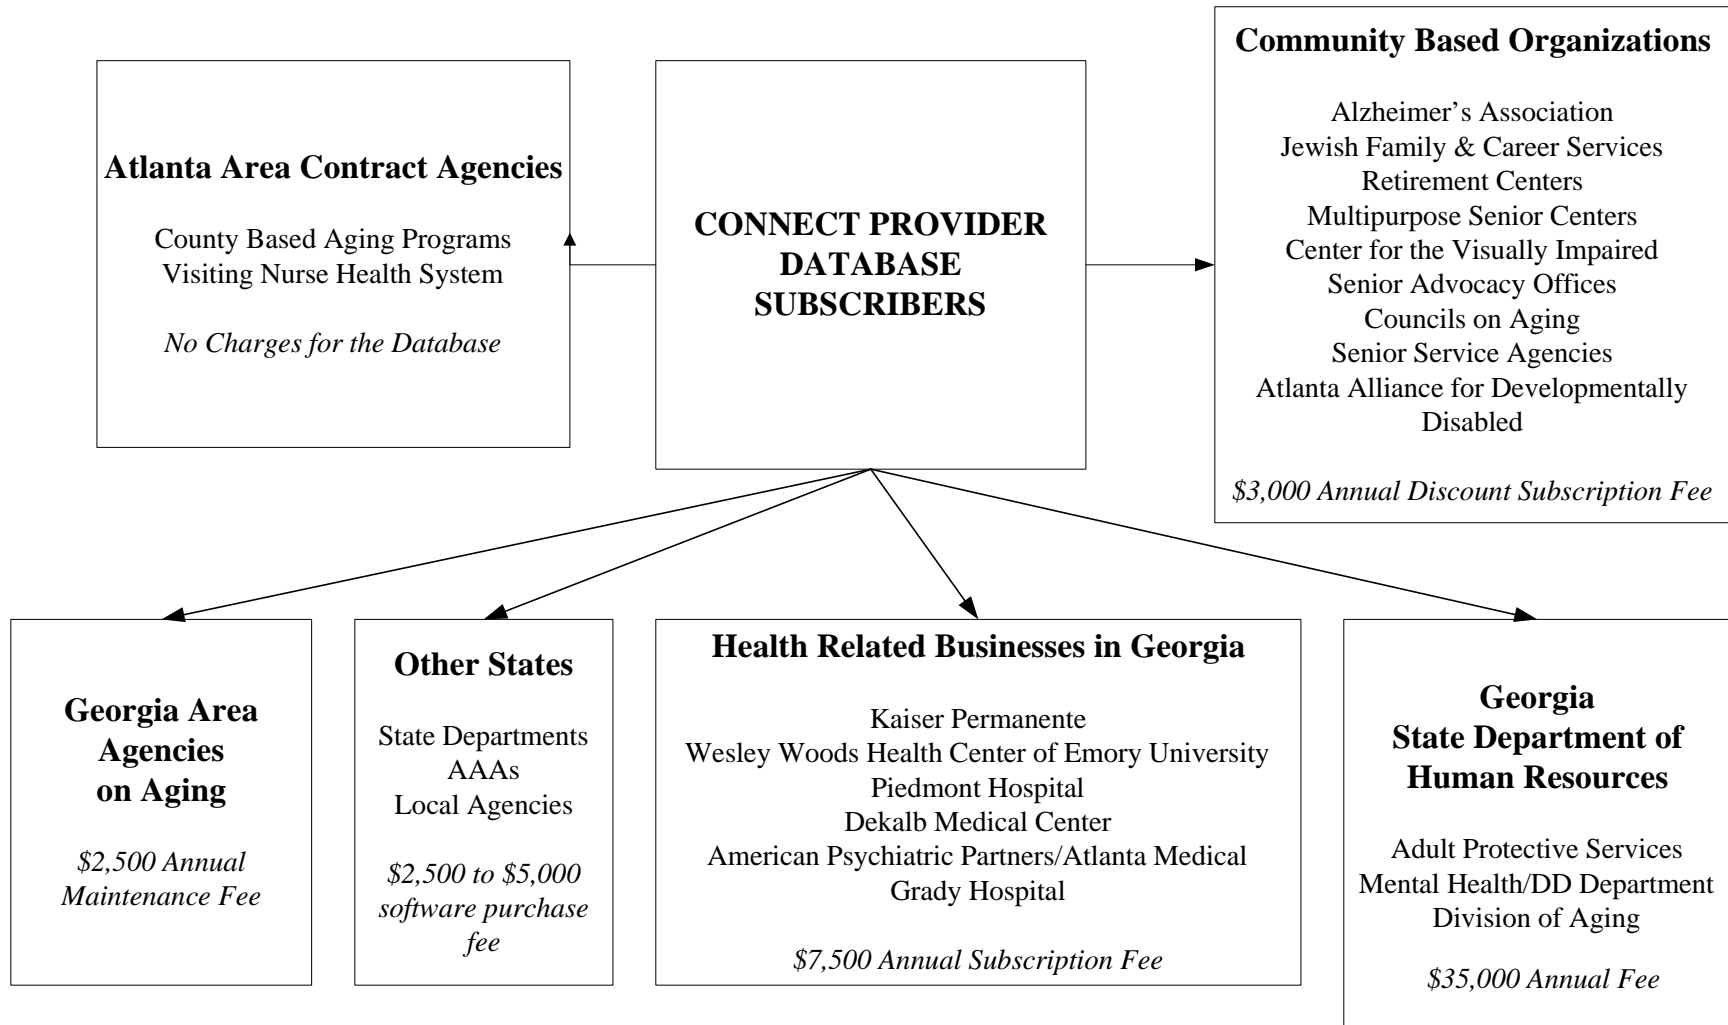 Atlanta Area Contract Agencies
County Based Aging Programs
Visiting Nurse Health System
No Charges for the Database
CONNECT PROVIDER
DATABASE
SUBSCRIBERS
Community Based Organizations
Alzheimer’s Association
Jewish Family & Career Services
Retirement Centers
Multipurpose Senior Centers
Center for the Visually Impaired
Senior Advocacy Offices
Councils on Aging
Senior Service Agencies
Atlanta Alliance for Developmentally
Disabled
$3,000 Annual Discount Subscription Fee
Georgia Area
Agencies
on Aging
$2,500 Annual
Maintenance Fee
Other States
State Departments
AAAs
Local Agencies
$2,500 to $5,000
software purchase
fee
Health Related Businesses in Georgia
Kaiser Permanente
Wesley Woods Health Center of Emory University
Piedmont Hospital
Dekalb Medical Center
American Psychiatric Partners/Atlanta Medical
Grady Hospital
$7,500 Annual Subscription Fee
Georgia
State Department of
Human Resources
Adult Protective Services
Mental Health/DD Department
Division of Aging
$35,000 Annual Fee